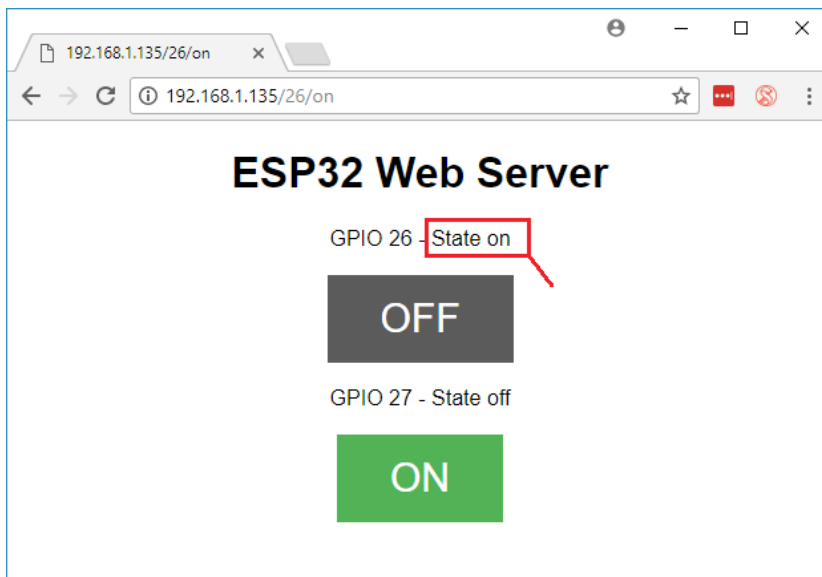 192.168.1.135/26/on
192.168.1.135/26/on
ESP32 Web Server
GPIO 26 - State on
OFF
GPIO 27 - State off
ON